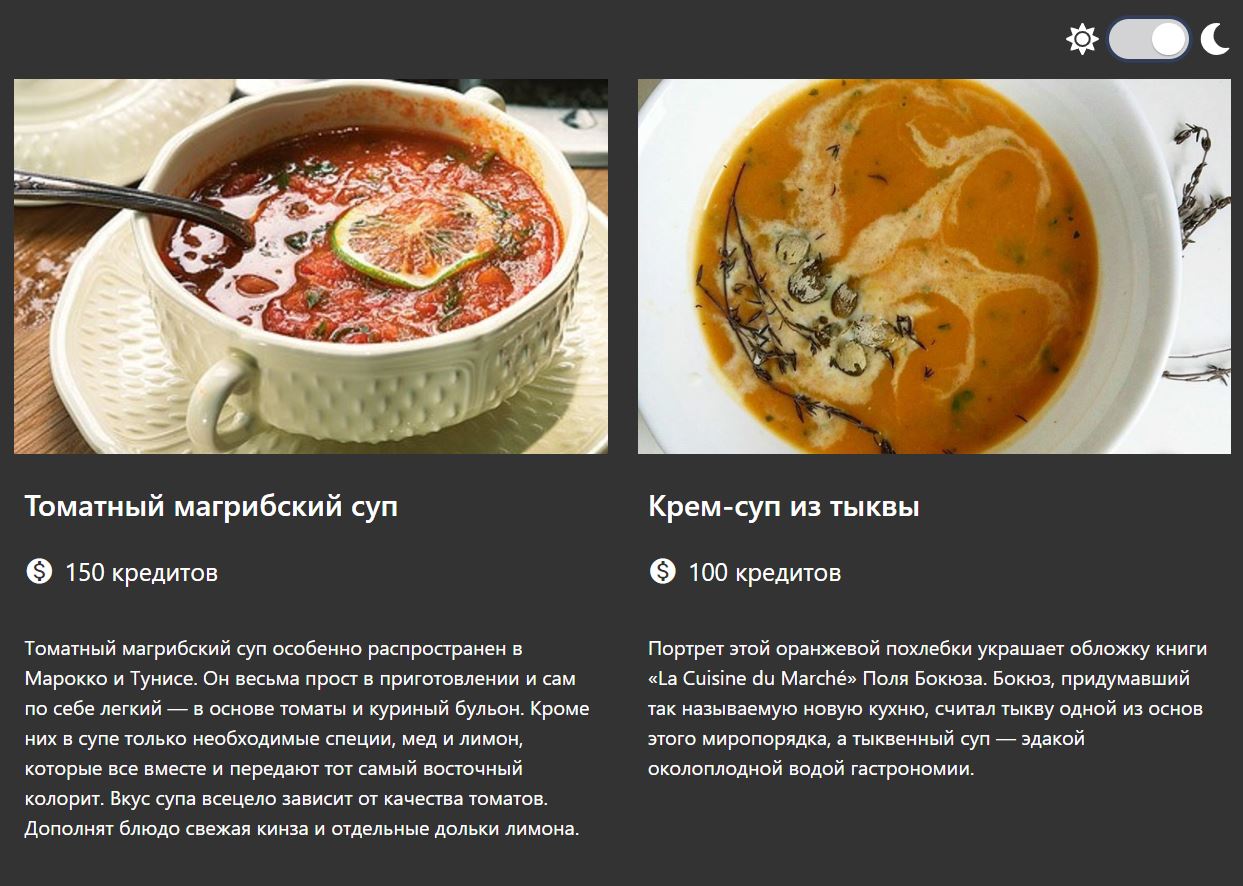 Томатный магрибский суп
$ 150 кредитов
Томатный магрибский суп особенно распространен в
Марокко и Тунисе. Он весьма прост в приготовлении и сам
по себе легкий — в основе томаты и куриный бульон. Кроме
них в супе только необходимые специи, мед и лимон,
которые все вместе и передают тот самый восточный
колорит. Вкус супа всецело зависит от качества томатов.
Дополнят блюдо свежая кинза и отдельные дольки лимона.
Крем-суп из тыквы
$ 100 кредитов
Портрет этой оранжевой похлебки украшает обложку книги
«La Cuisine du Marché» Поля Бокюза. Бокюз, придумавший
так называемую новую кухню, считал тыкву одной из основ
этого миропорядка, а тыквенный суп — эдакой
околоплодной водой гастрономии.